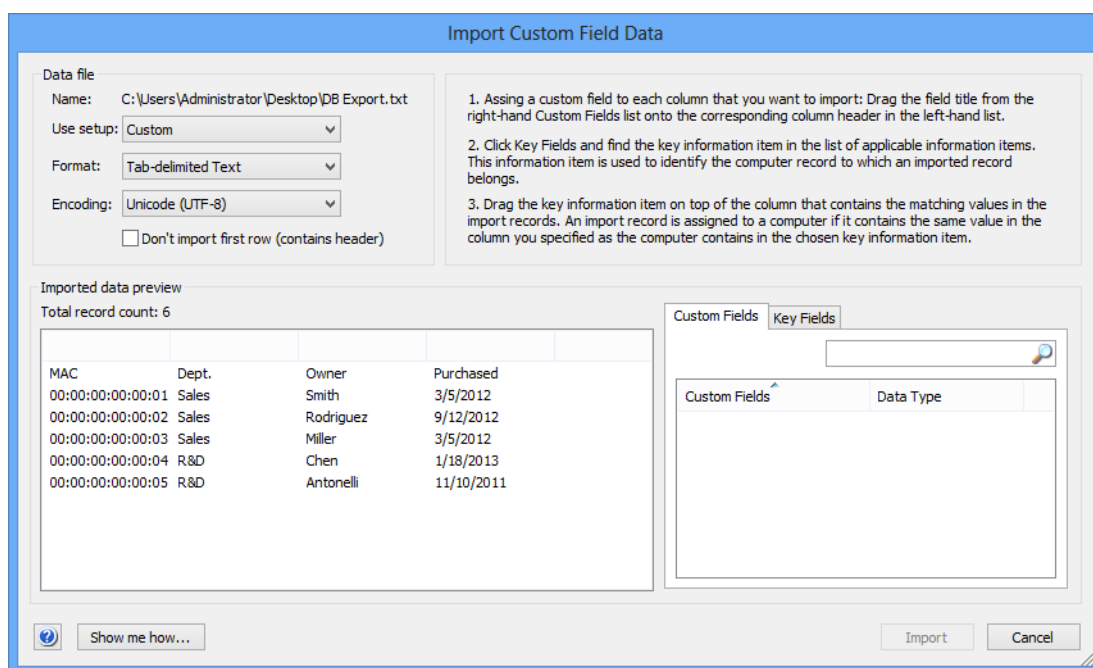 Import Custom Field Data
Data file
Name: C:\Users\Administrator\Desktop\DB Export.txt
Use setup: Custom
Format: Tab-delimited Text
Encoding: Unicode (UTF-8)
Don't import first row (contains header)
1. Assing a custom field to each column that you want to import: Drag the field title from the
right-hand Custom Fields list onto the corresponding column header in the left-hand list.
2. Click Key Fields and find the key information item in the list of applicable information items.
This information item is used to identify the computer record to which an imported record
belongs.
3. Drag the key information item on top of the column that contains the matching values in the
import records. An import record is assigned to a computer if it contains the same value in the
column you specified as the computer contains in the chosen key information item.
Imported data preview
Total record count: 6
MAC Dept. Owner Purchased
00:00:00:00:00:01 Sales Smith 3/5/2012
00:00:00:00:00:02 Sales Rodriguez 9/12/2012
00:00:00:00:00:03 Sales Miller 3/5/2012
00:00:00:00:00:04 R&D Chen 1/18/2013
00:00:00:00:00:05 R&D Antonelli 11/10/2011
Custom Fields Key Fields
Custom Fields Data Type
? Show me how... Import Cancel